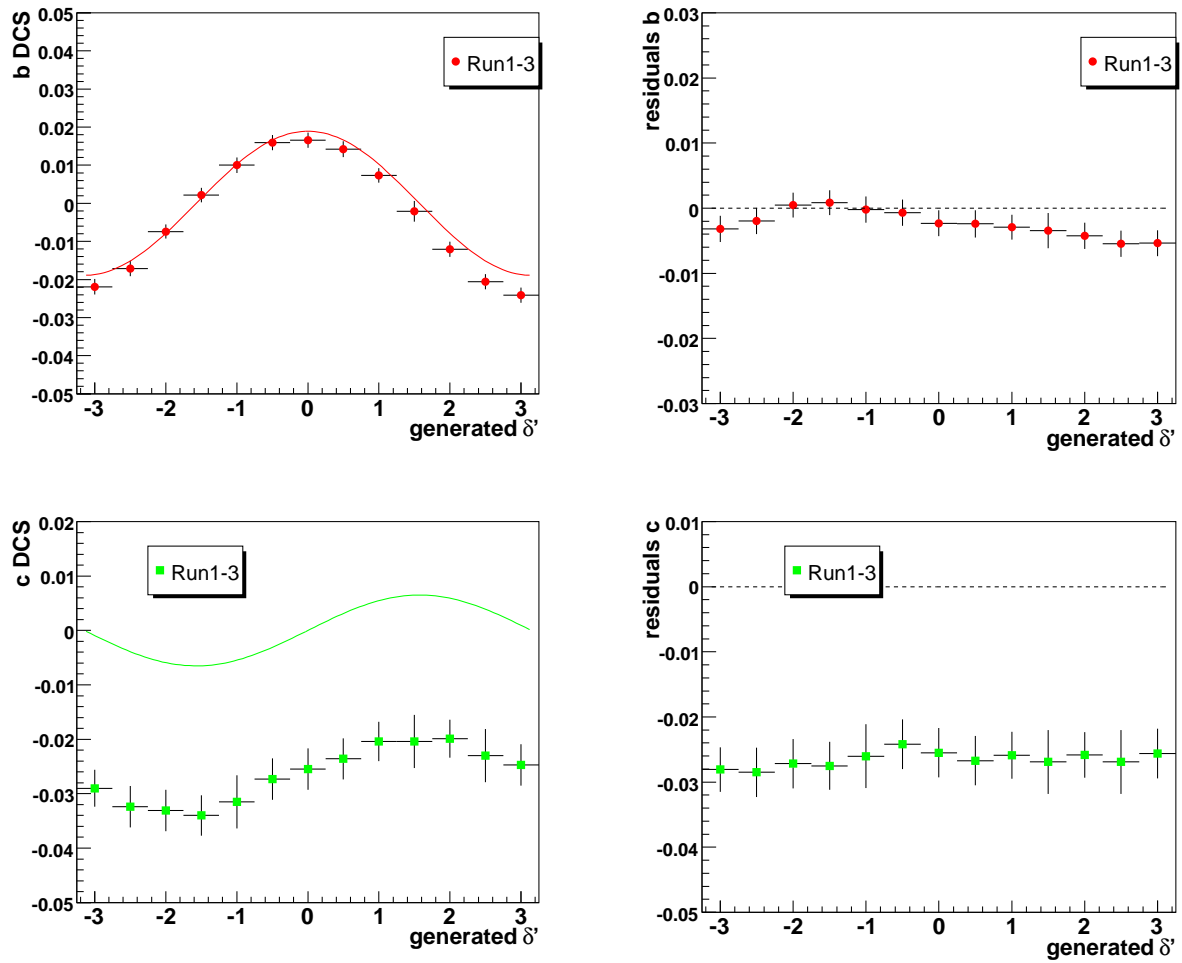 b DCS
0.05
0.04
0.03
0.02
0.01
0
-0.01
-0.02
-0.03
-0.04
-0.05
Run1-3
-3 -2 -1 0 1 2 3
generated δ’
residuals b
0.03
0.02
0.01
0
-0.01
-0.02
-0.03
Run1-3
-3 -2 -1 0 1 2 3
generated δ’
c DCS
0.02
0.01
0
-0.01
-0.02
-0.03
-0.04
-0.05
Run1-3
-3 -2 -1 0 1 2 3
generated δ’
residuals c
0.01
0
-0.01
-0.02
-0.03
-0.04
-0.05
Run1-3
-3 -2 -1 0 1 2 3
generated δ’